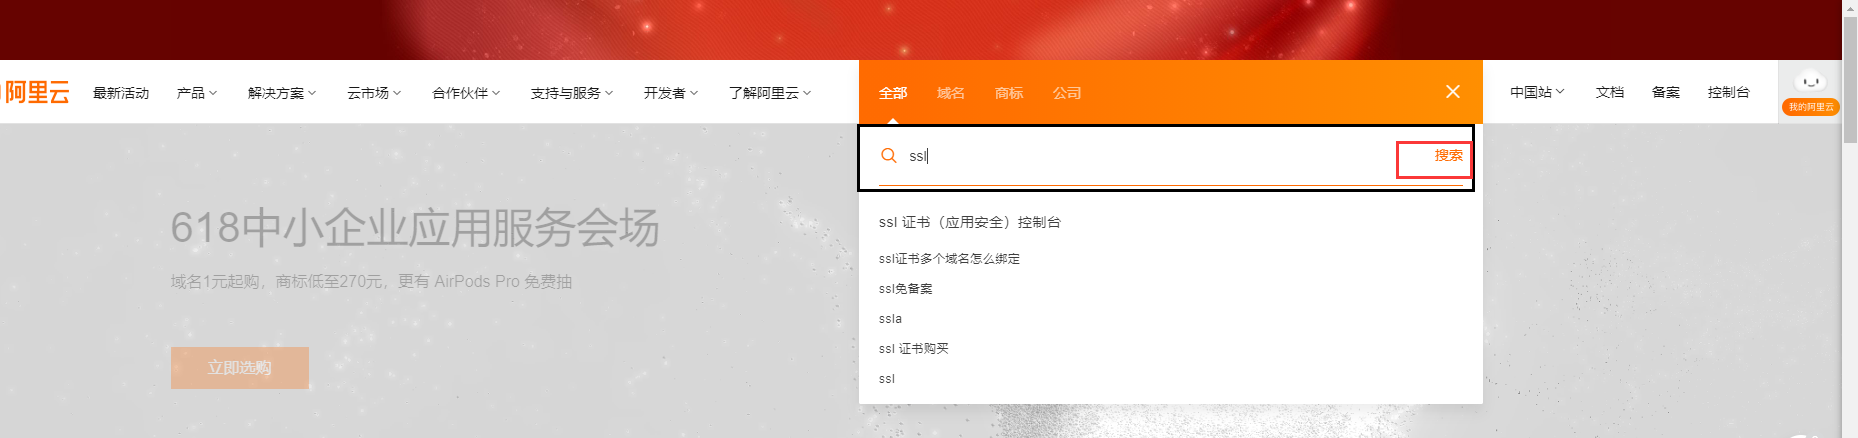 阿里云 最新活动 产品 解决方案 云市场 合作伙伴 支持与服务 开发者 了解阿里云 全部 域名 商标 公司 中国站 文档 备案 控制台
我的阿里云
ssl 搜索
618中小企业应用服务会场
域名1元起购，商标低至270元，更有 AirPods Pro 免费抽
立即选购
ssl 证书（应用安全）控制台
ssl证书多个域名怎么绑定
ssl免备案
ssla
ssl 证书购买
ssl